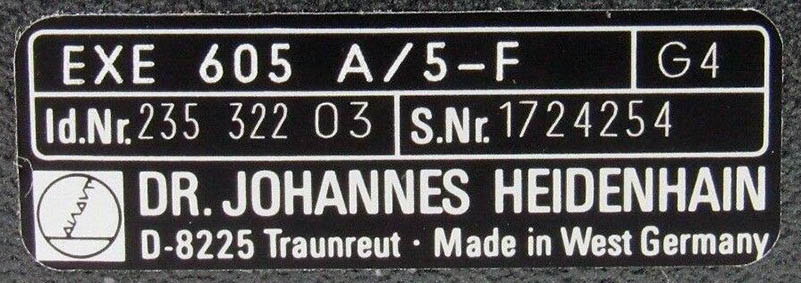 EXE 605 A/5-F G4
Id.Nr. 235 322 03 S.Nr. 1724254
DR. JOHANNES HEIDENHAIN
D-8225 Traunreut · Made in West Germany